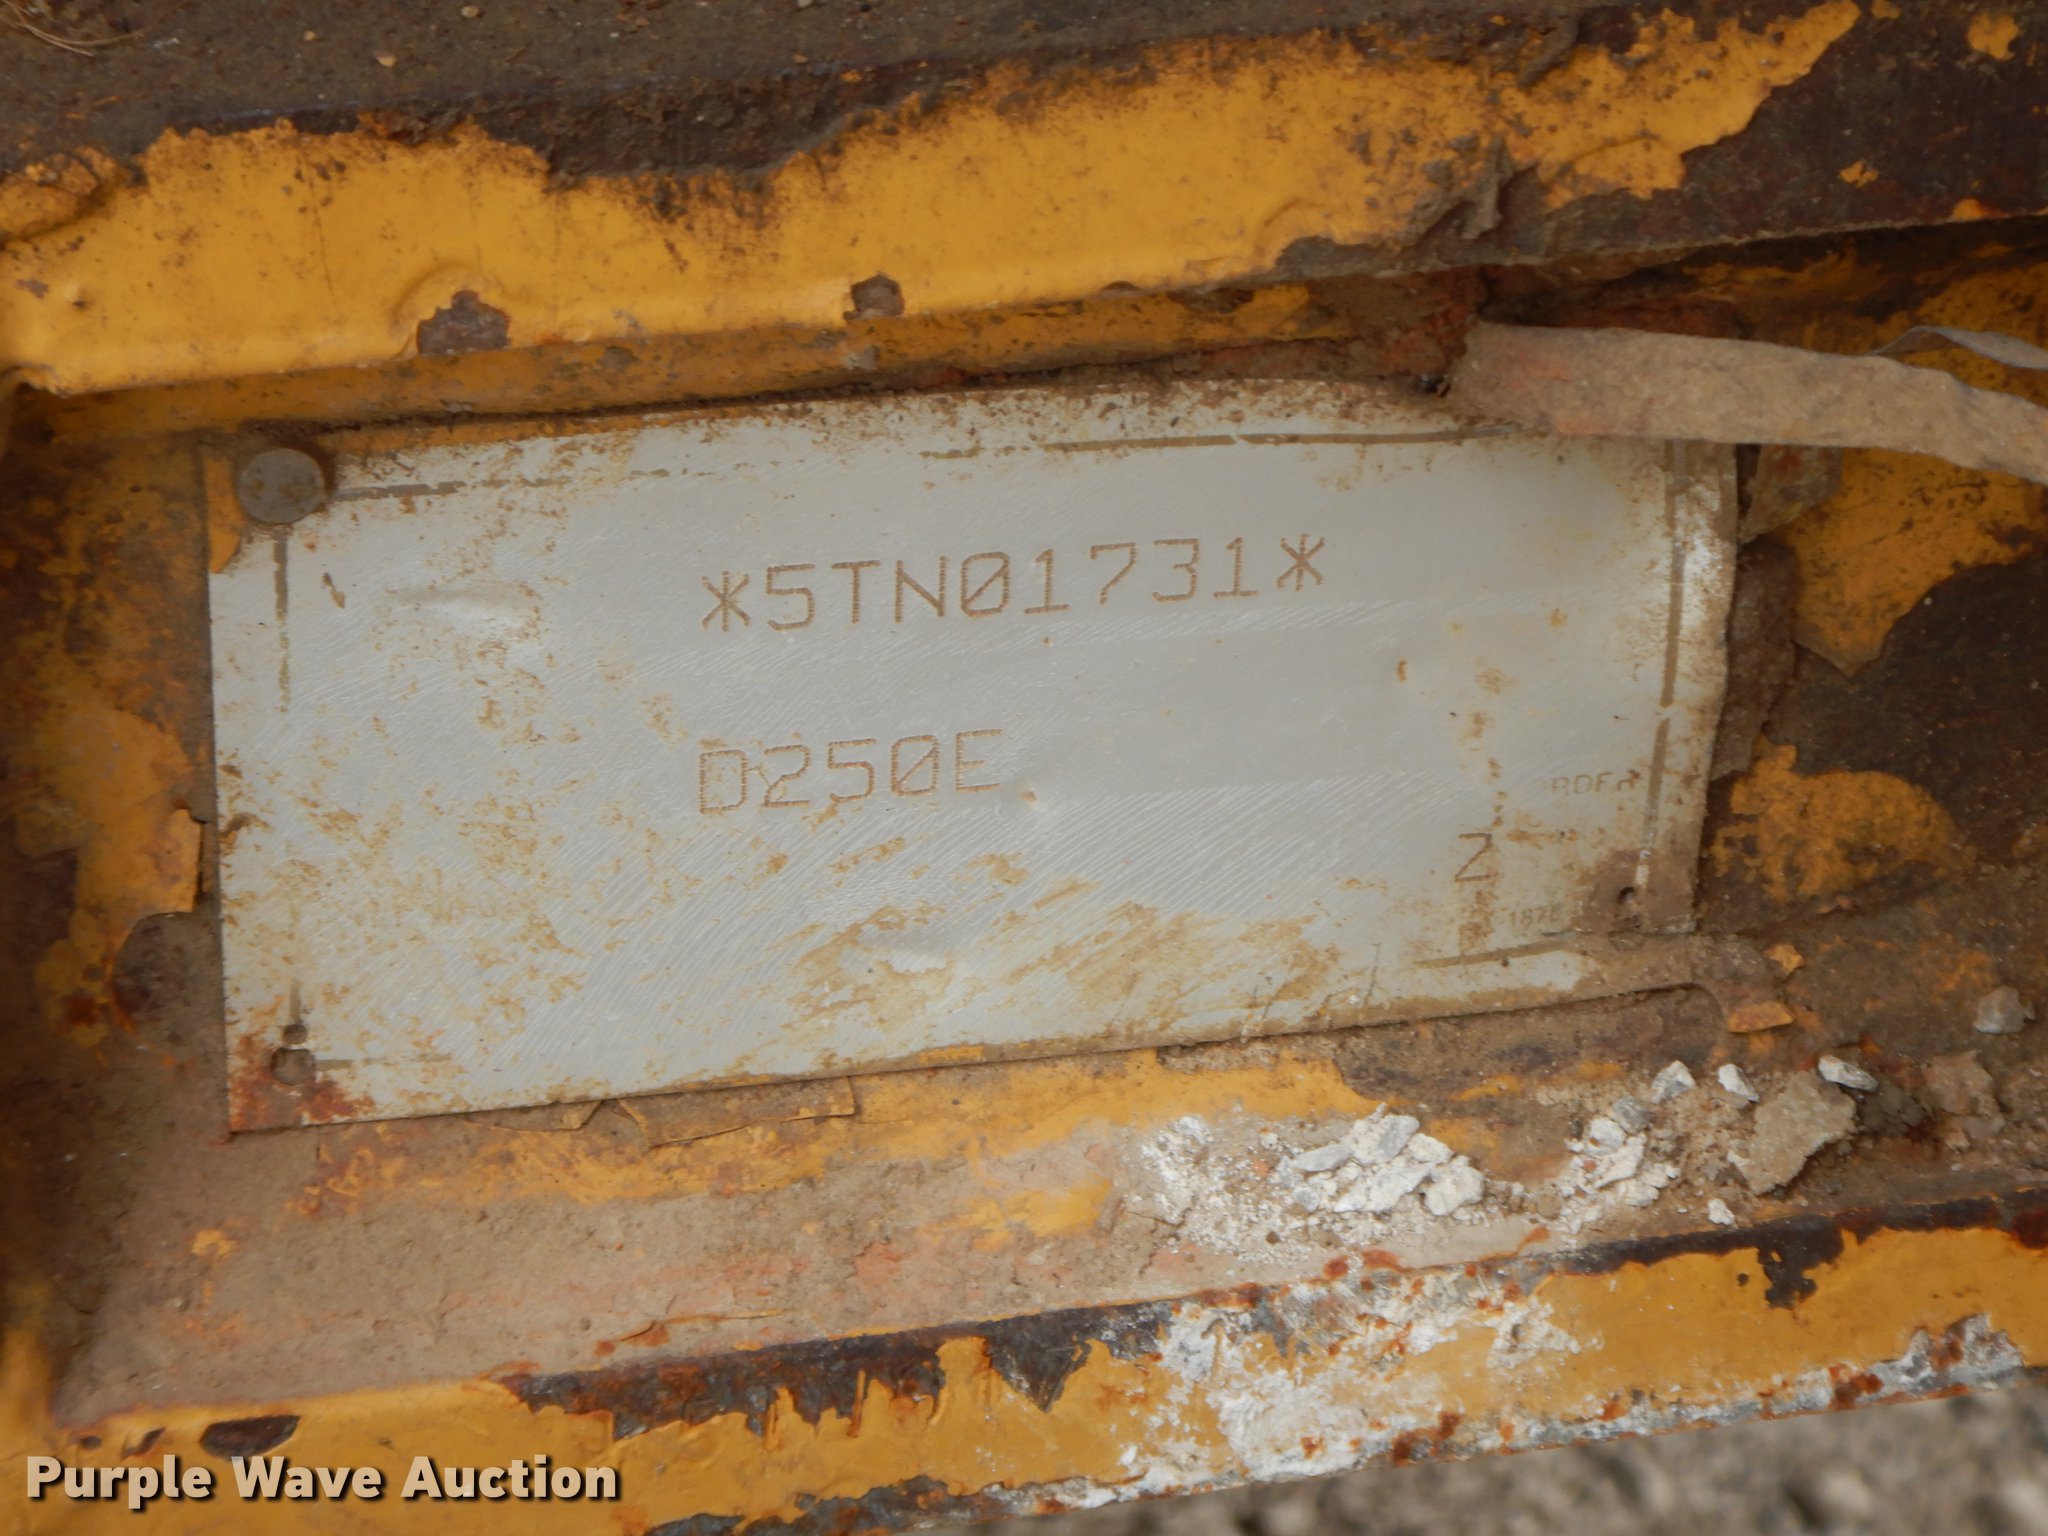 *5TN01731*
D250E
Z
Purple Wave Auction